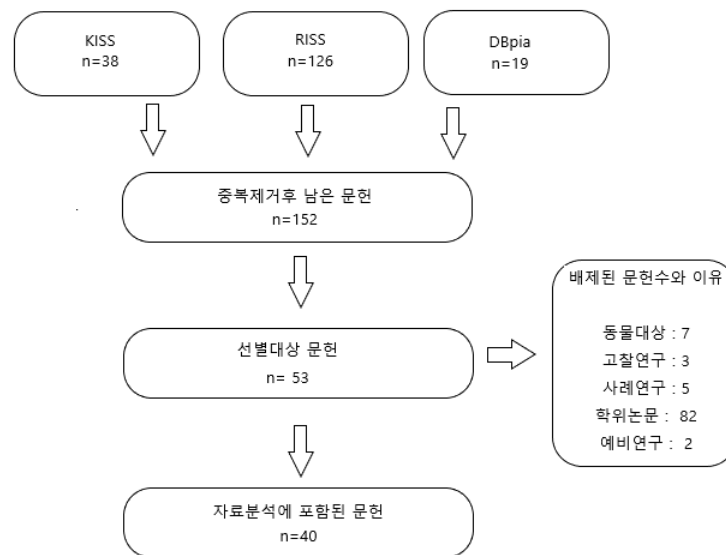 KISS
n=38
RISS
n=126
DBpia
n=19
중복제거후 남은 문헌
n=152
선별대상 문헌
n= 53
배제된 문헌수와 이유
동물대상 : 7
고찰연구 : 3
사례연구 : 5
학위논문 : 82
예비연구 : 2
자료분석에 포함된 문헌
n=40